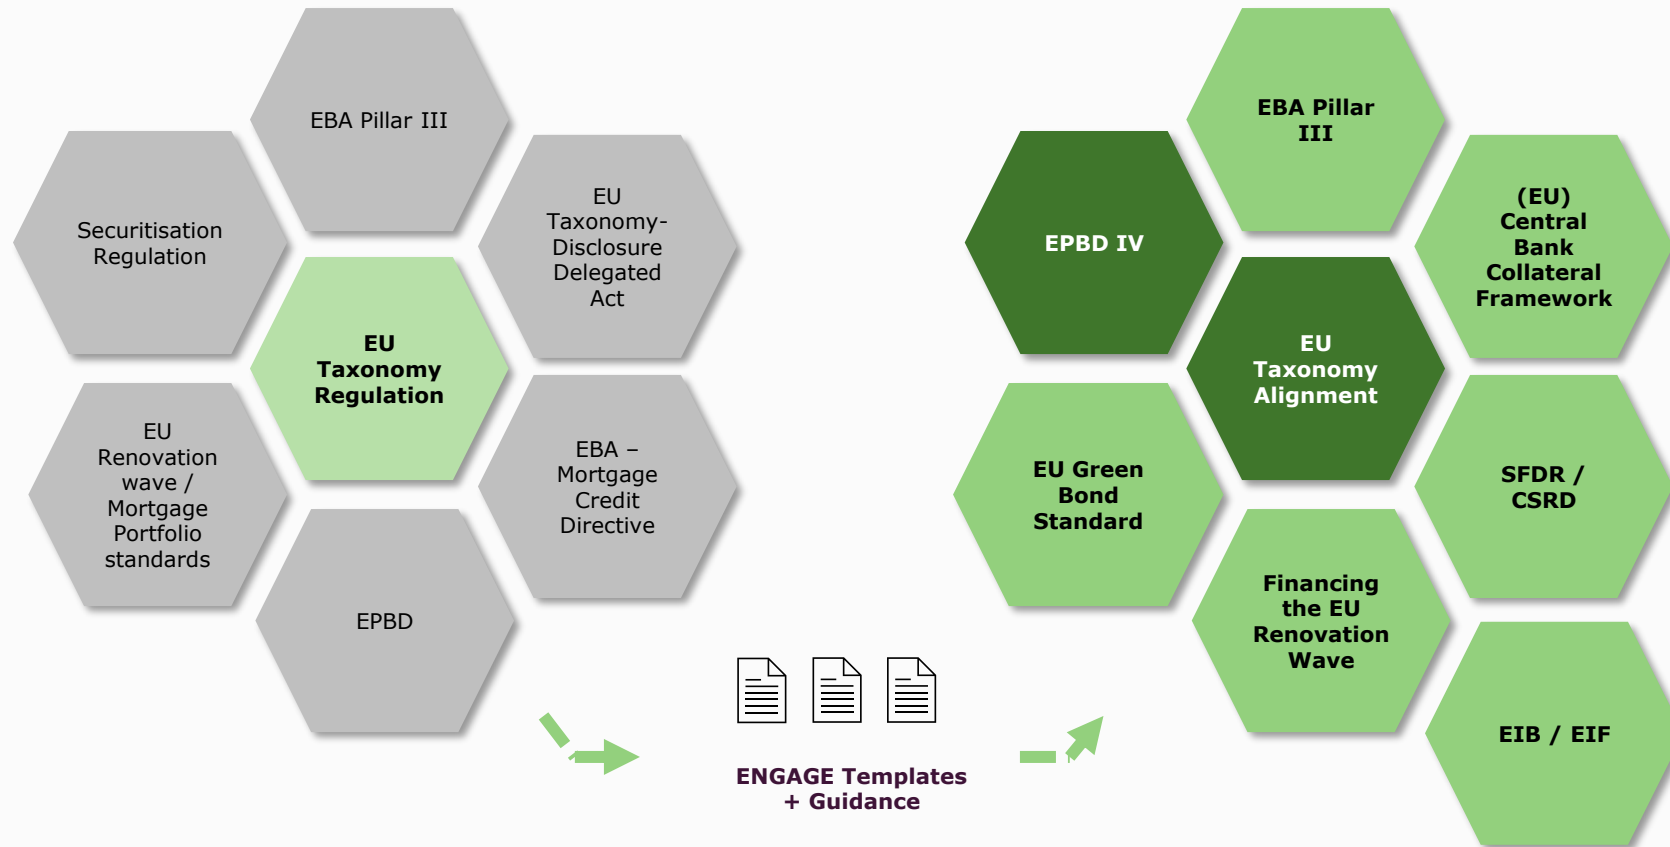 EBA Pillar III
Securitisation
Regulation
EU
Taxonomy-
Disclosure
Delegated
Act
EU
Taxonomy
Regulation
EU
Renovation
wave /
Mortgage
Portfolio
standards
EBA –
Mortgage
Credit
Directive
EPBD
ENGAGE Templates
+ Guidance
EBA Pillar
III
EPBD IV
(EU)
Central
Bank
Collateral
Framework
EU
Taxonomy
Alignment
EU Green
Bond
Standard
SFDR /
CSRD
Financing
the EU
Renovation
Wave
EIB / EIF